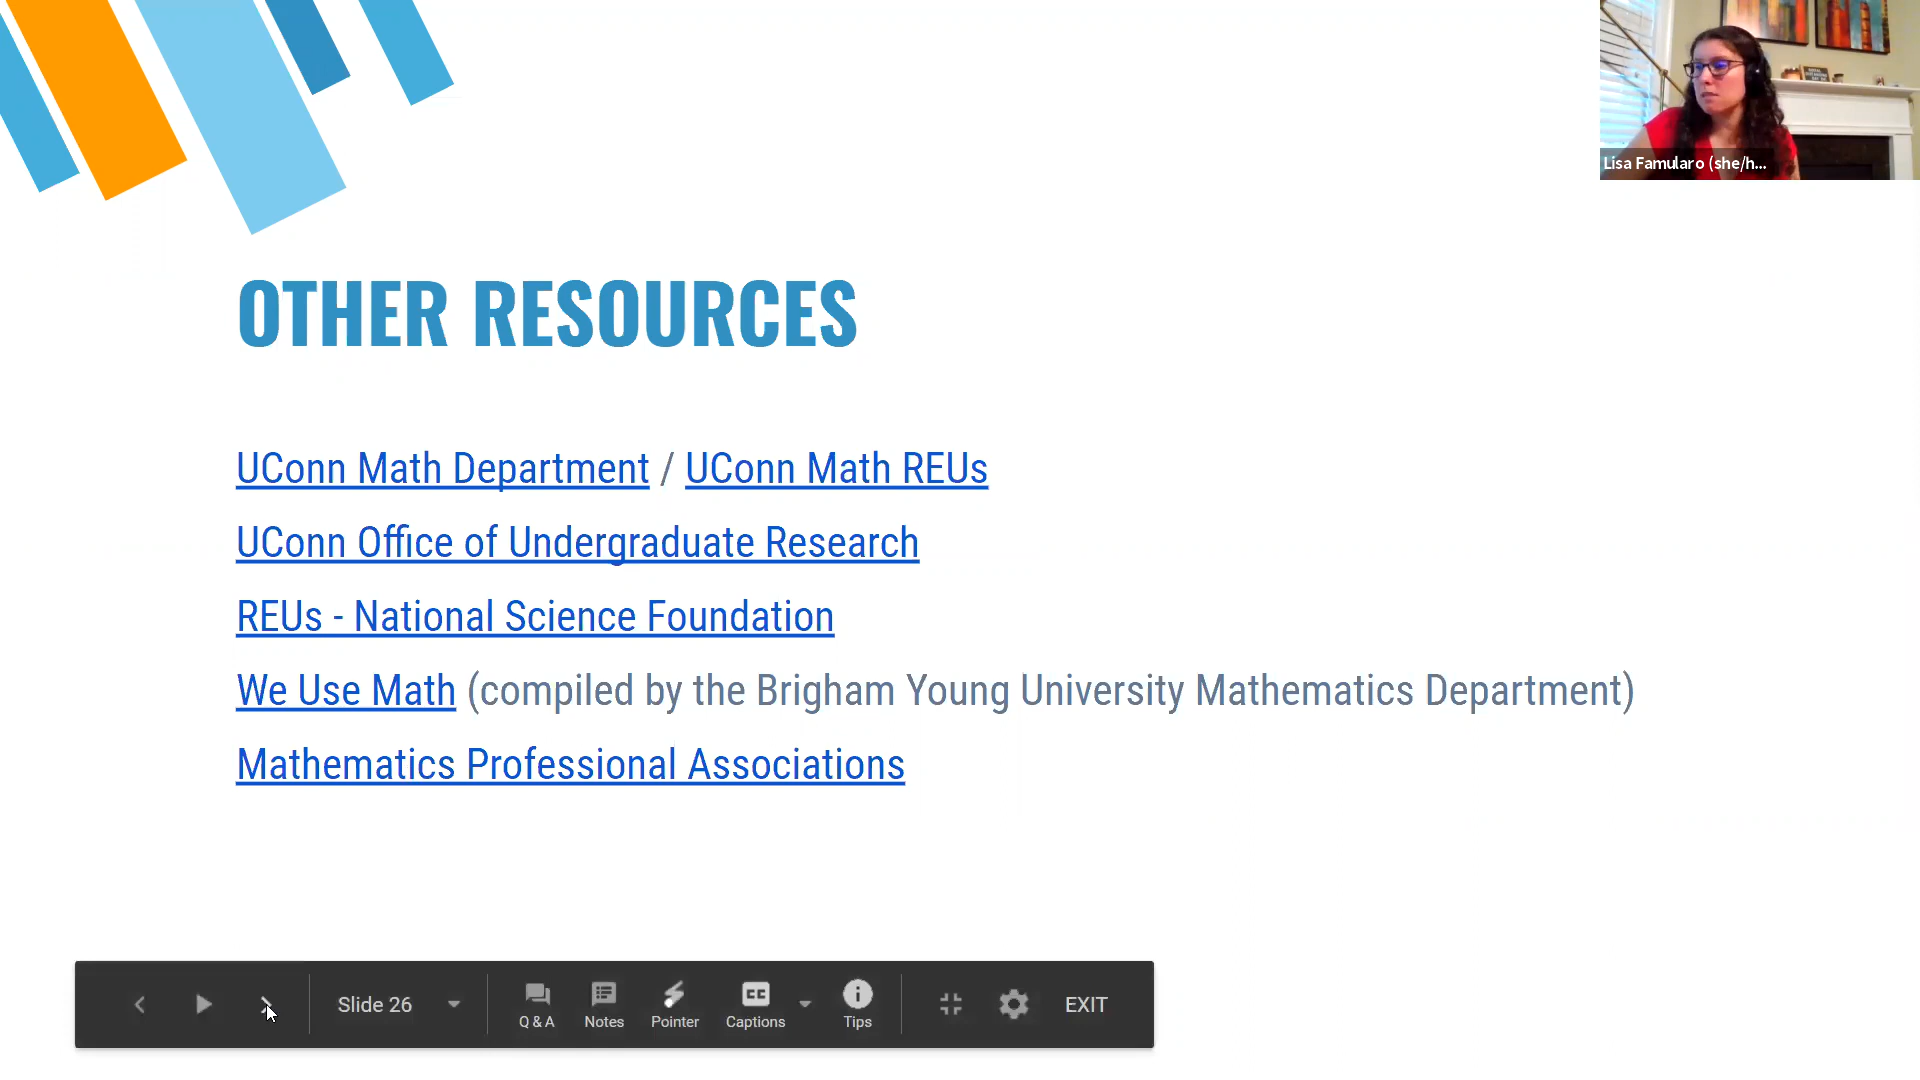 Lisa Famularo (she/h...
OTHER RESOURCES
UConn Math Department / UConn Math REUs
UConn Office of Undergraduate Research
REUs - National Science Foundation
We Use Math (compiled by the Brigham Young University Mathematics Department)
Mathematics Professional Associations
Slide 26
Q & A
Notes
Pointer
CC
Captions
Tips
EXIT